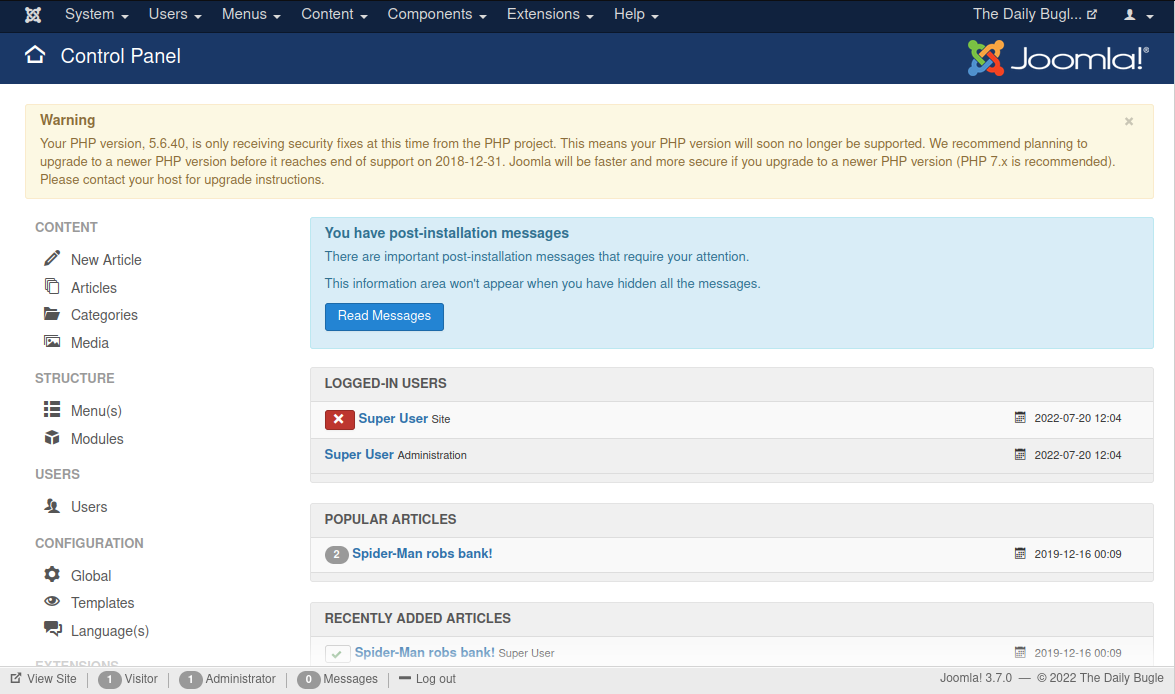 System Users Menus Content Components Extensions Help The Daily Bugl...
Control Panel Joomla!®
Warning
Your PHP version, 5.6.40, is only receiving security fixes at this time from the PHP project. This means your PHP version will soon no longer be supported. We recommend planning to
upgrade to a newer PHP version before it reaches end of support on 2018-12-31. Joomla will be faster and more secure if you upgrade to a newer PHP version (PHP 7.x is recommended).
Please contact your host for upgrade instructions.
CONTENT
New Article
Articles
Categories
Media
STRUCTURE
Menu(s)
Modules
USERS
Users
CONFIGURATION
Global
Templates
Language(s)
EXTENSIONS
You have post-installation messages
There are important post-installation messages that require your attention.
This information area won't appear when you have hidden all the messages.
Read Messages
LOGGED-IN USERS
Super User Site 2022-07-20 12:04
Super User Administration 2022-07-20 12:04
POPULAR ARTICLES
2 Spider-Man robs bank! 2019-12-16 00:09
RECENTLY ADDED ARTICLES
Spider-Man robs bank! Super User 2019-12-16 00:09
View Site 1 Visitor 1 Administrator 0 Messages Log out Joomla! 3.7.0 — © 2022 The Daily Bugle